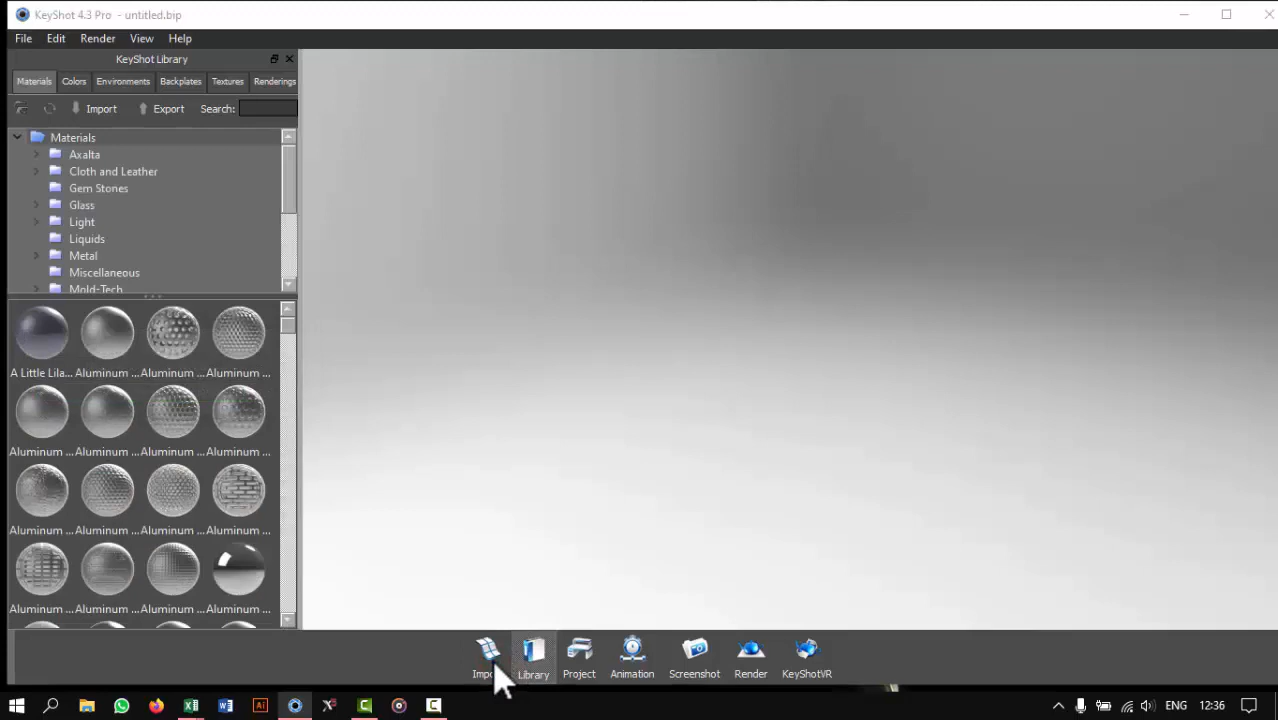 KeyShot 4.3 Pro - untitled.bip
File Edit Render View Help
KeyShot Library
Materials Colors Environments Backplates Textures Renderings
Import Export Search:
Materials
Axalta
Cloth and Leather
Gem Stones
Glass
Light
Liquids
Metal
Miscellaneous
Mold-Tech
A Little Lila... Aluminum ... Aluminum ... Aluminum ...
Aluminum ... Aluminum ... Aluminum ... Aluminum ...
Aluminum ... Aluminum ... Aluminum ... Aluminum ...
Aluminum ... Aluminum ... Aluminum ... Aluminum ...
Library Project Animation Screenshot Render KeyShotVR
ENG 12:36